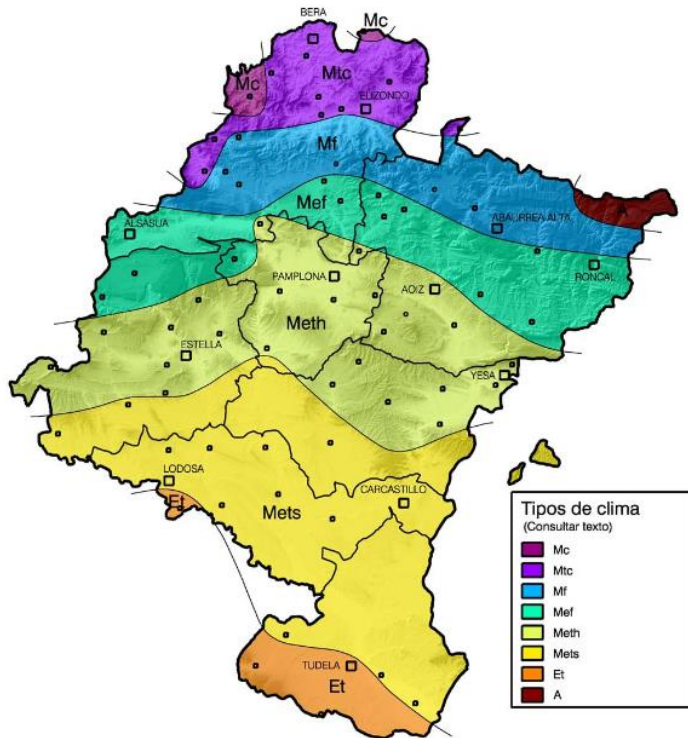 Mc
BERA
Mc
Mtc
ELIZONDO
Mf
A
Mef
ALSASUA
ABAURREA ALTA
RONCAL
PAMPLONA
AOIZ
Meth
ESTELLA
YESA
LODOSA
CARCASTILLO
Et
Mets
TUDELA
Et
Tipos de clima
(Consultar texto)
Mc
Mtc
Mf
Mef
Meth
Mets
Et
A